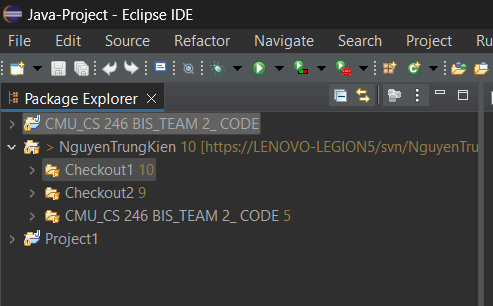 Java-Project - Eclipse IDE
File Edit Source Refactor Navigate Search Project Ru
Package Explorer
CMU_CS 246 BIS_TEAM 2_ CODE
> NguyenTrungKien 10 [https://LENOVO-LEGION5/svn/NguyenTru
Checkout1 10
Checkout2 9
CMU_CS 246 BIS_TEAM 2_ CODE 5
Project1